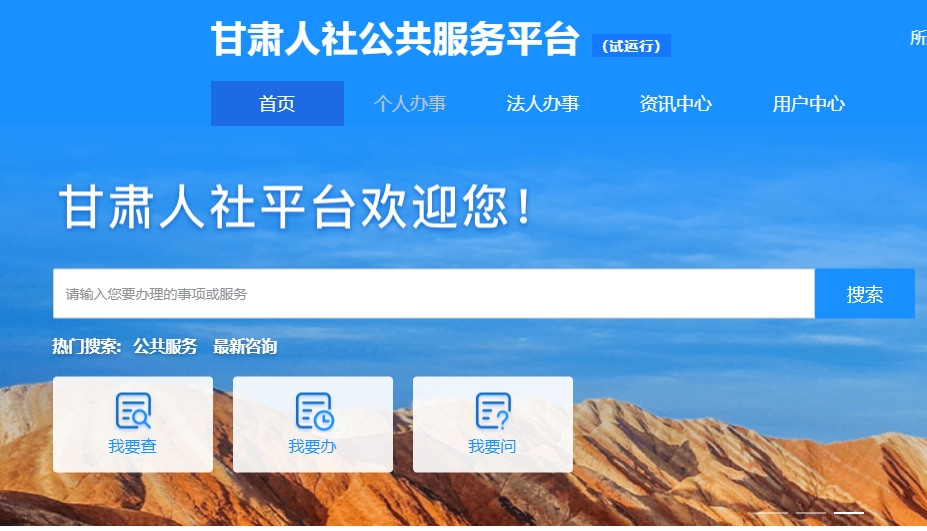 甘肃人社公共服务平台 (试运行)
所
首页 个人办事 法人办事 资讯中心 用户中心
甘肃人社平台欢迎您！
请输入您要办理的事项或服务 搜索
热门搜索: 公共服务 最新咨询
我要查 我要办 我要问